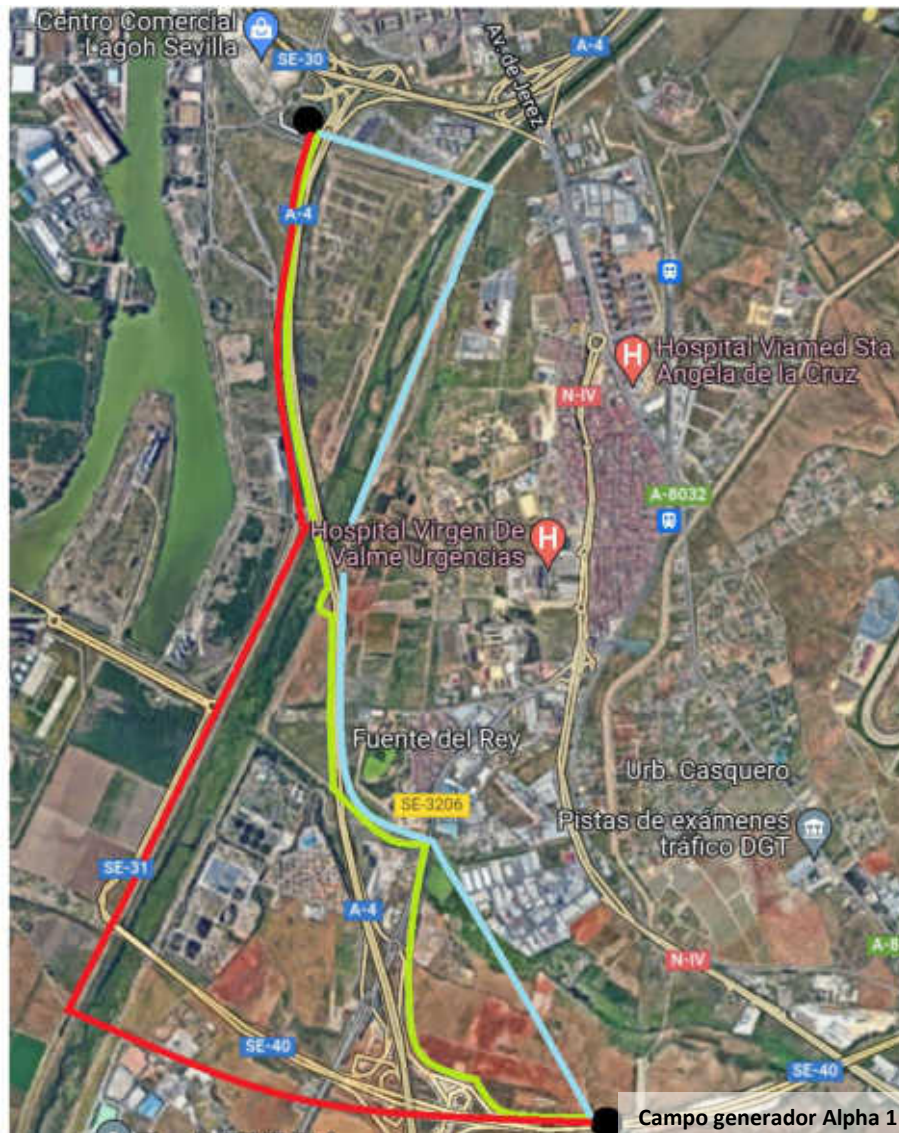 Centro Comercial
Lagoh Sevilla
SE-30
A-4
Av. de Jerez
A-4
Hospital Viamed Sta
Ángela de la Cruz
N-IV
A-8032
Hospital Virgen De
Valme Urgencias
Fuente del Rey
Urb. Casquero
SE-3206
Pistas de exámenes
tráfico DGT
SE-31
A-4
A-8
N-IV
SE-40
SE-40
Campo generador Alpha 1